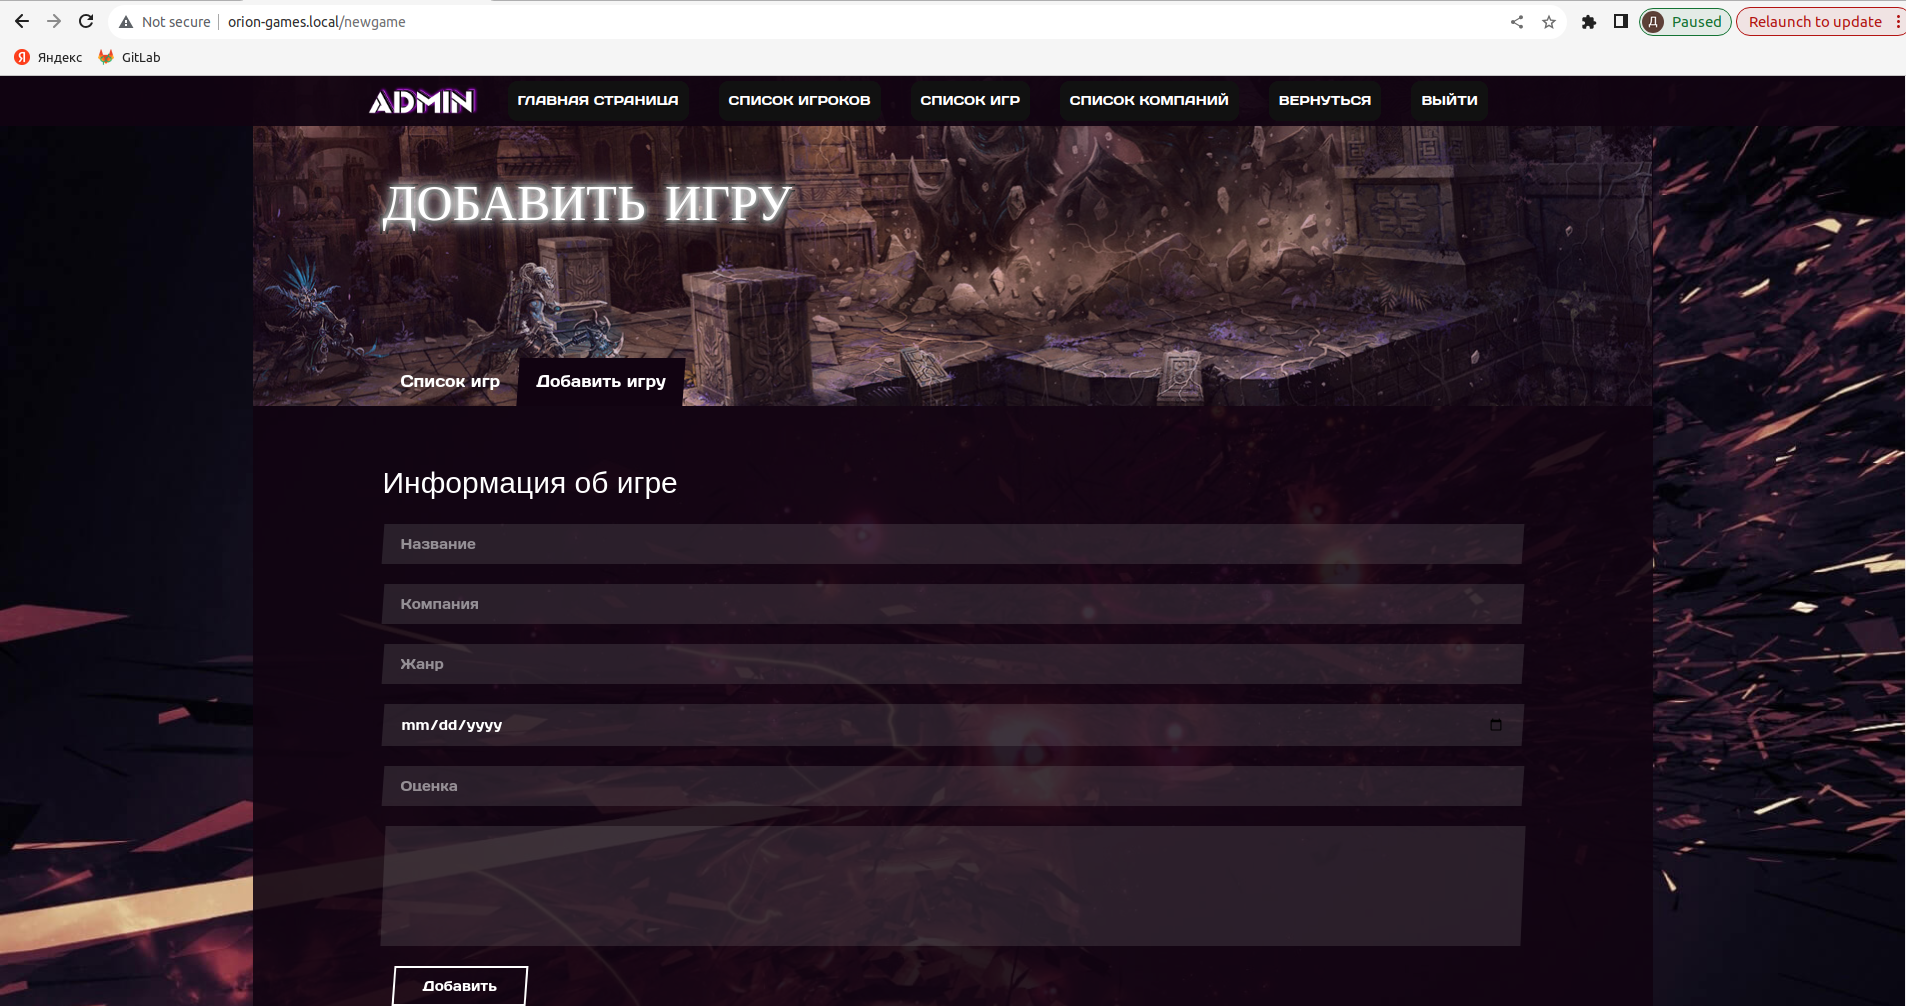 Not secure orion-games.local/newgame Д Paused Relaunch to update
Я Яндекс GitLab
ADMIN ГЛАВНАЯ СТРАНИЦА СПИСОК ИГРОКОВ СПИСОК ИГР СПИСОК КОМПАНИЙ ВЕРНУТЬСЯ ВЫЙТИ
ДОБАВИТЬ ИГРУ
Список игр Добавить игру
Информация об игре
Название
Компания
Жанр
mm/dd/yyyy
Оценка
Добавить